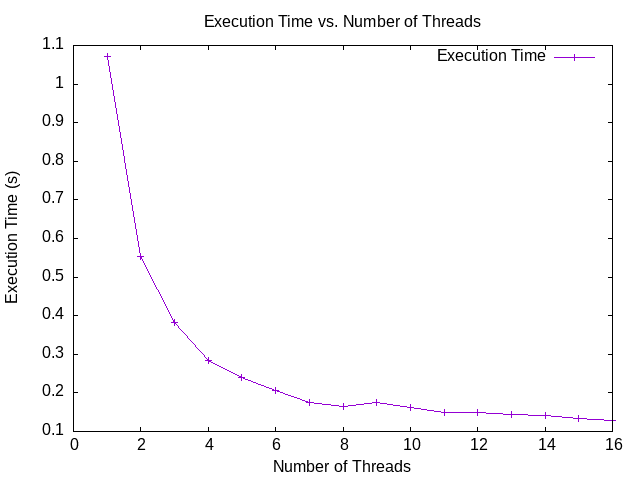 Execution Time vs. Number of Threads
Execution Time
1.1
1
0.9
0.8
0.7
0.6
0.5
0.4
0.3
0.2
0.1
Execution Time (s)
0 2 4 6 8 10 12 14 16
Number of Threads